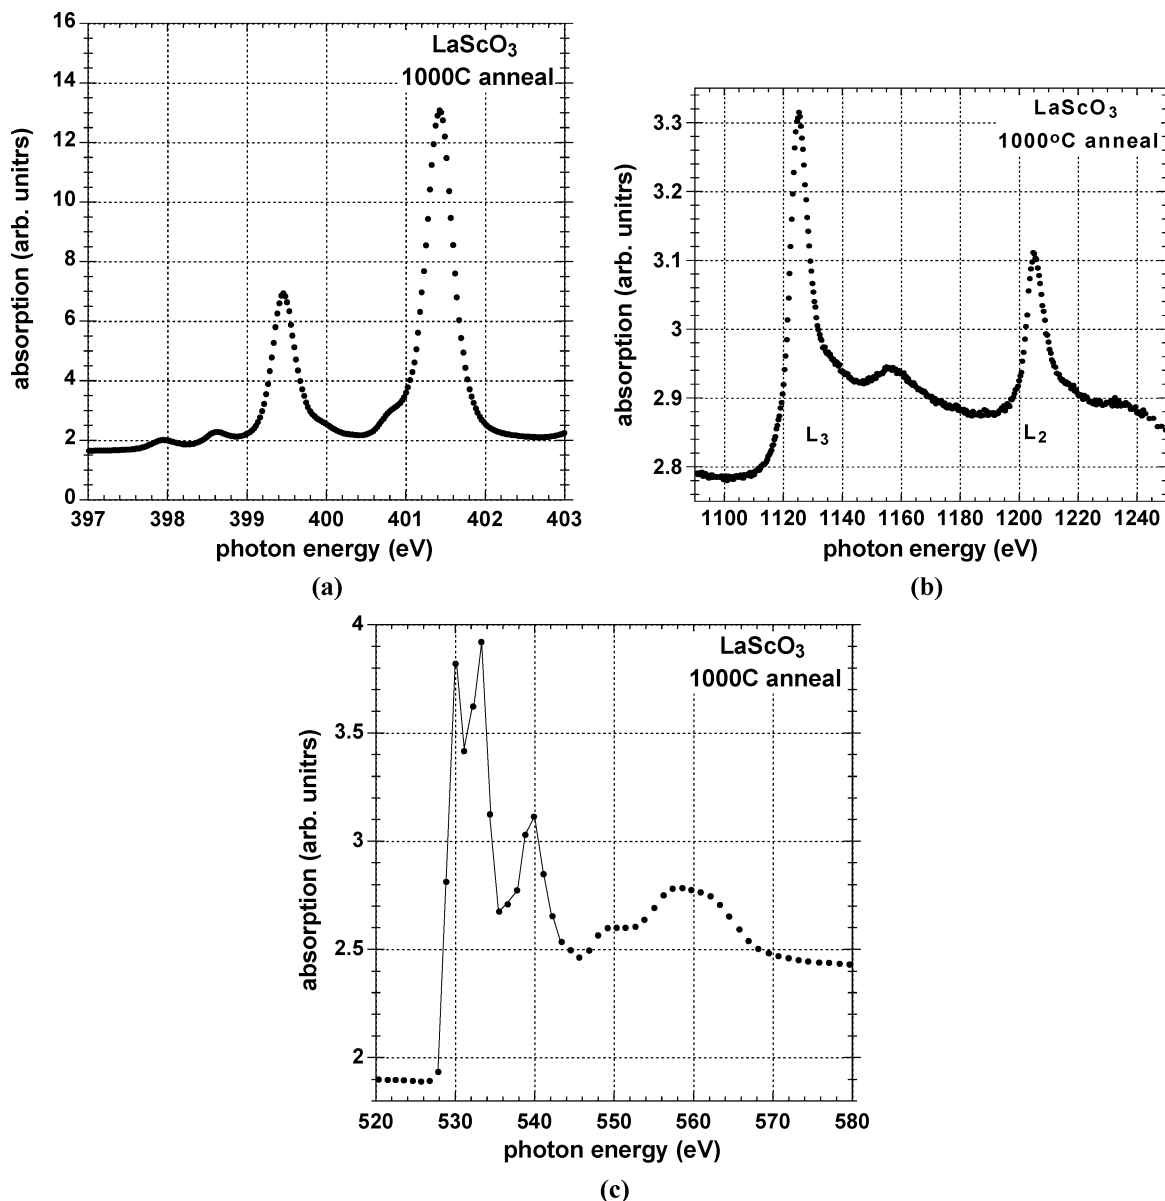 16
14
12
10
8
6
4
2
0
absorption (arb. unitrs)
LaScO3
1000C anneal
397 398 399 400 401 402 403
photon energy (eV)
(a)
3.3
3.2
3.1
3
2.9
2.8
absorption (arb. unitrs)
LaScO3
1000oC anneal
L3
L2
1100 1120 1140 1160 1180 1200 1220 1240
photon energy (eV)
(b)
4
3.5
3
2.5
2
absorption (arb. unitrs)
LaScO3
1000C anneal
520 530 540 550 560 570 580
photon energy (eV)
(c)